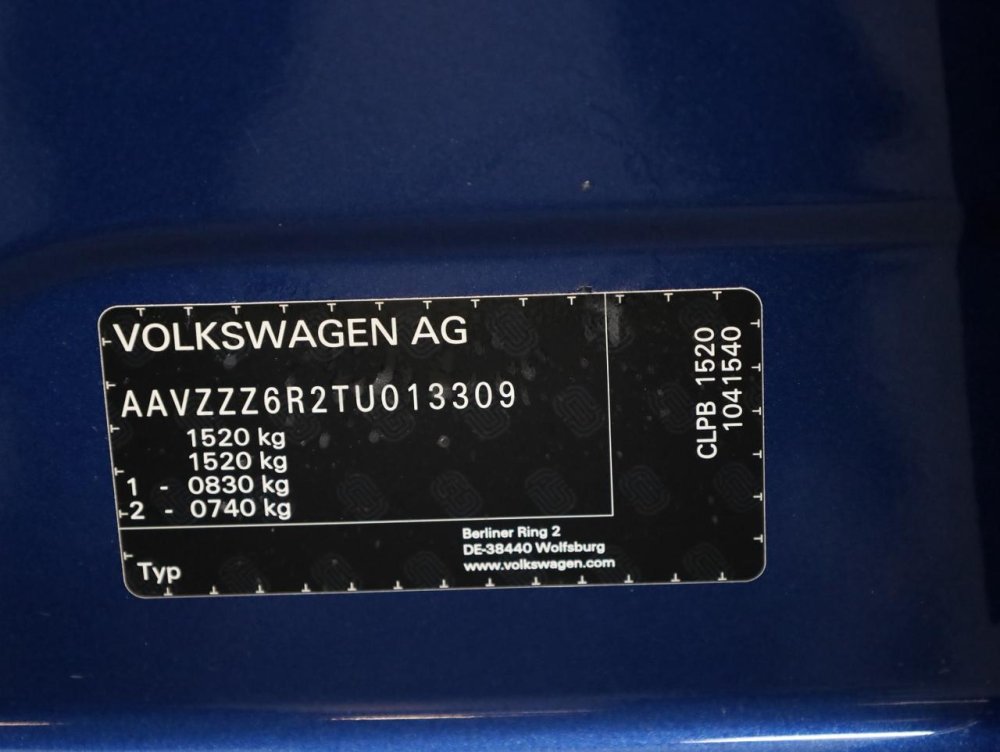 VOLKSWAGEN AG
AAVZZZ6R2TU013309
1520 kg
1520 kg
1 - 0830 kg
2 - 0740 kg
Typ
Berliner Ring 2
DE-38440 Wolfsburg
www.volkswagen.com
CLPB 1520
1041540